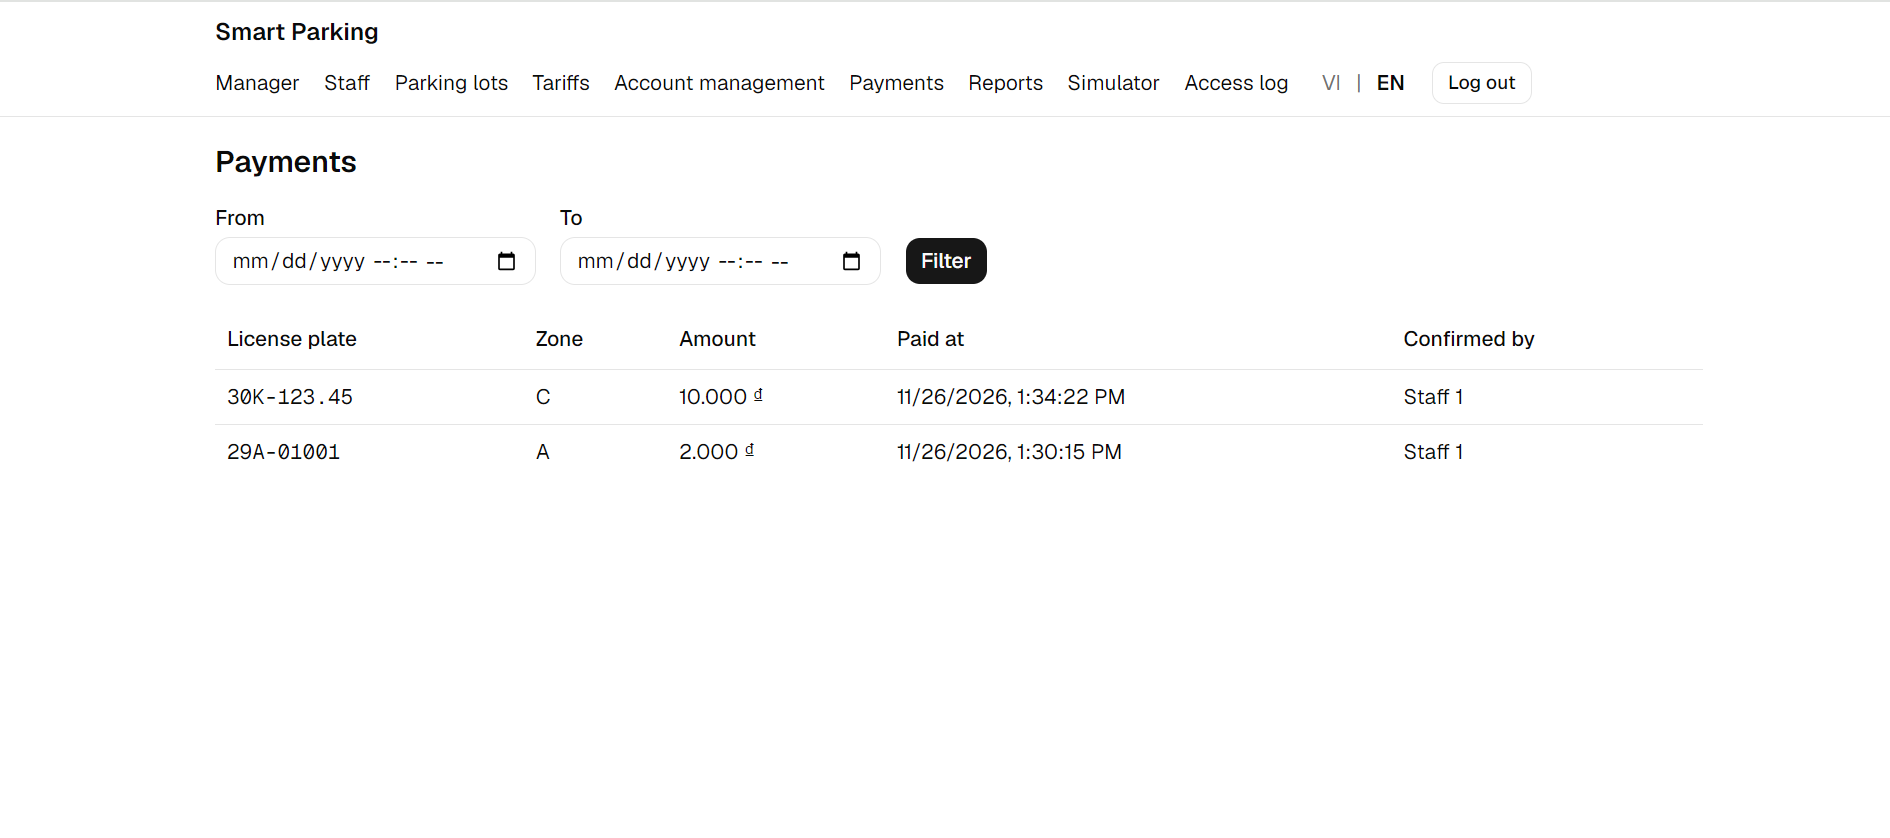 Smart Parking
Manager Staff Parking lots Tariffs Account management Payments Reports Simulator Access log VI | EN Log out
Payments
From To
mm/dd/yyyy --:-- -- mm/dd/yyyy --:-- -- Filter
License plate Zone Amount Paid at Confirmed by
30K-123.45 C 10.000 ₫ 11/26/2026, 1:34:22 PM Staff 1
29A-01001 A 2.000 ₫ 11/26/2026, 1:30:15 PM Staff 1